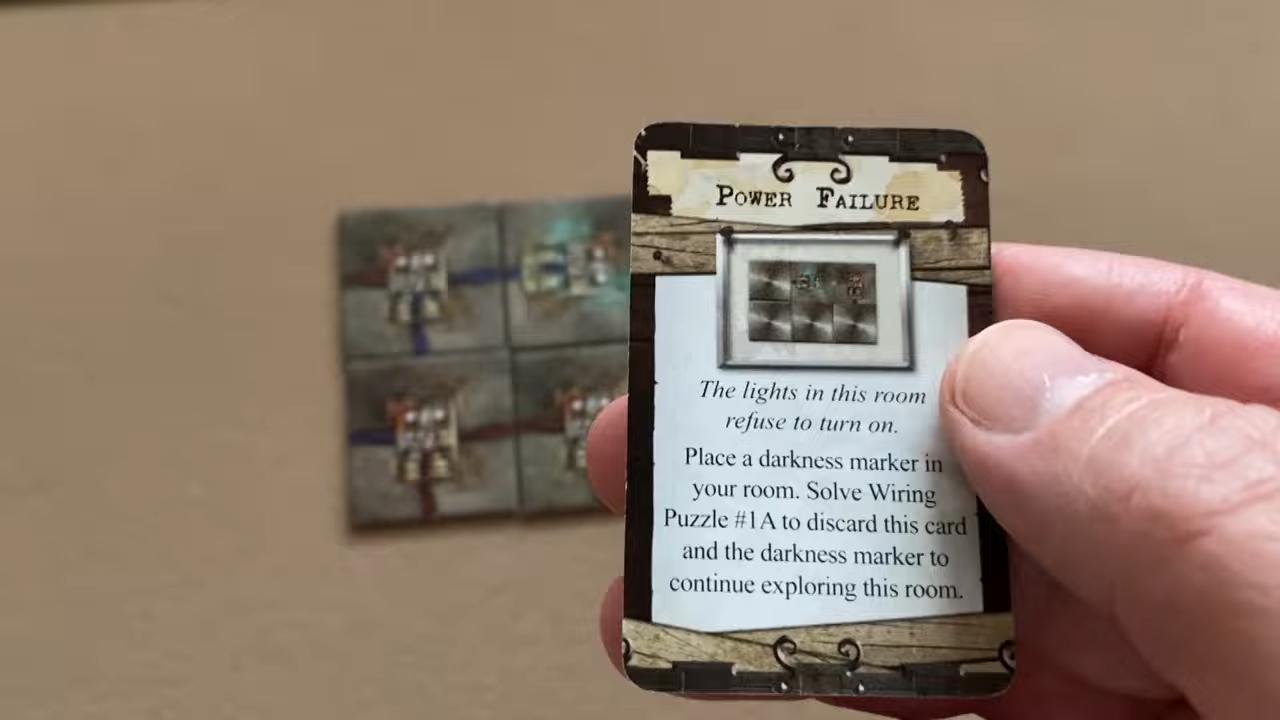 Power Failure
The lights in this room
refuse to turn on.
Place a darkness marker in
your room. Solve Wiring
Puzzle #1A to discard this card
and the darkness marker to
continue exploring this room.